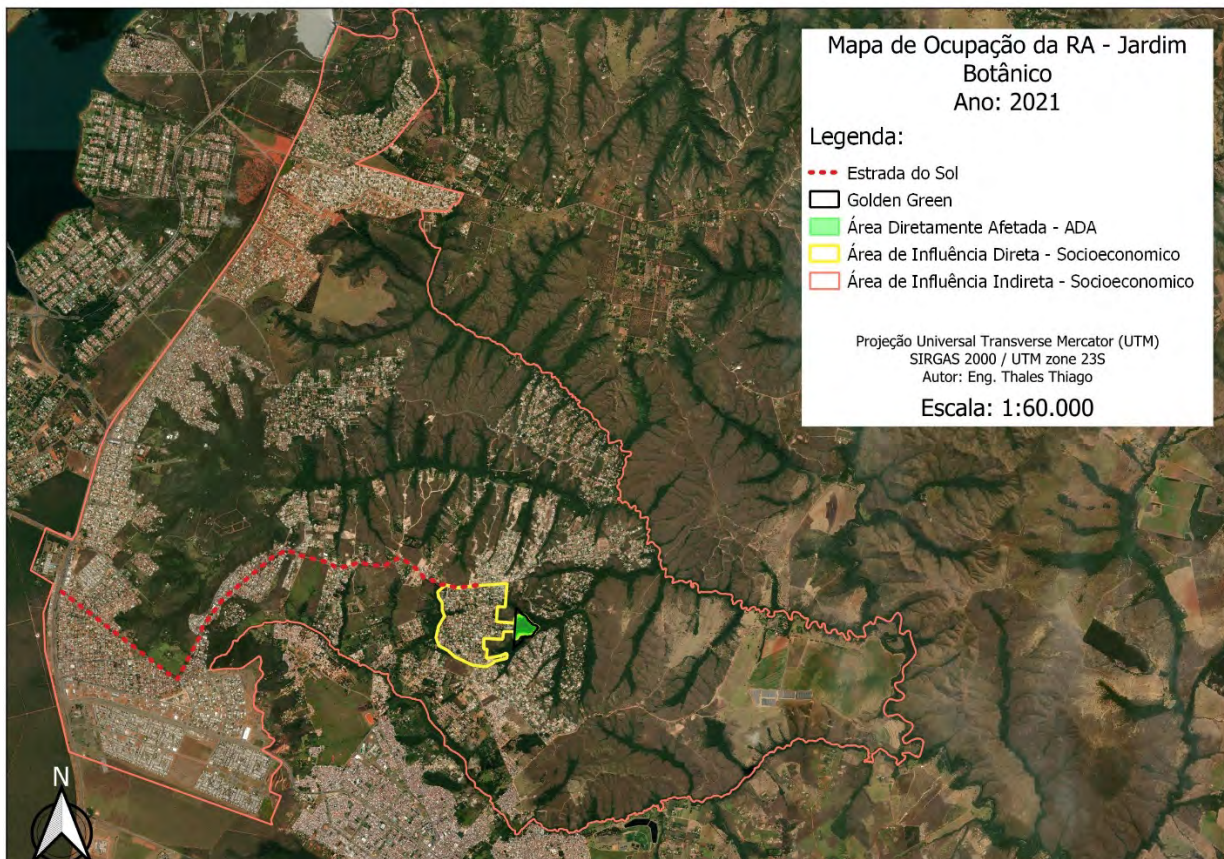 Mapa de Ocupação da RA - Jardim
Botânico
Ano: 2021
Legenda:
Estrada do Sol
Golden Green
Área Diretamente Afetada - ADA
Área de Influência Direta - Socioeconomico
Área de Influência Indireta - Socioeconomico
Projeção Universal Transverse Mercator (UTM)
SIRGAS 2000 / UTM zone 23S
Autor: Eng. Thales Thiago
Escala: 1:60.000
N